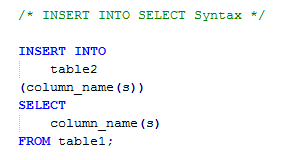 /* INSERT INTO SELECT Syntax */
INSERT INTO
table2
(column_name(s))
SELECT
column_name(s)
FROM table1;